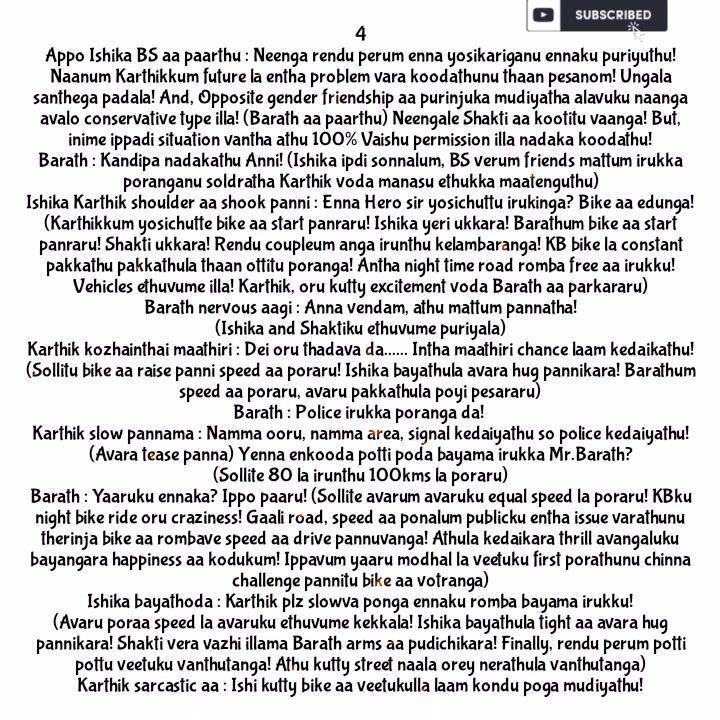 SUBSCRIBED
4
Appo Ishika BS aa paarthu : Neenga rendu perum enna yosikariganu ennaku puriyuthu!
Naanum Karthikkum future la entha problem vara koodathunu thaan pesanom! Ungala
santhega padala! And, Opposite gender friendship aa purinjuka mudiyatha alavuku naanga
avalo conservative type illa! (Barath aa paarthu) Neengale Shakti aa kootitu vaanga! But,
inime ippadi situation vantha athu 100% Vaishu permission illa nadaka koodathu!
Barath : Kandipa nadakathu Anni! (Ishika ipdi sonnalum, BS verum friends mattum irukka
poranganu soldratha Karthik voda manasu ethukka maatenguthu)
Ishika Karthik shoulder aa shook panni : Enna Hero sir yosichuttu irukinga? Bike aa edunga!
(Karthikkum yosichutte bike aa start panraru! Ishika yeri ukkara! Barathum bike aa start
panraru! Shakti ukkara! Rendu coupleum anga irunthu kelambaranga! KB bike la constant
pakkathu pakkathula thaan ottitu poranga! Antha night time road romba free aa irukku!
Vehicles ethuvume illa! Karthik, oru kutty excitement voda Barath aa parkararu)
Barath nervous aagi : Anna vendam, athu mattum pannatha!
(Ishika and Shaktiku ethuvume puriyala)
Karthik kozhainthai maathiri : Dei oru thadava da...... Intha maathiri chance laam kedaikathu!
(Sollitu bike aa raise panni speed aa poraru! Ishika bayathula avara hug pannikara! Barathum
speed aa poraru, avaru pakkathula poyi pesararu)
Barath : Police irukka poranga da!
Karthik slow pannama : Namma ooru, namma area, signal kedaiyathu so police kedaiyathu!
(Avara tease panna) Yenna enkooda potti poda bayama irukka Mr.Barath?
(Sollite 80 la irunthu 100kms la poraru)
Barath : Yaaruku ennaka? Ippo paaru! (Sollite avarum avaruku equal speed la poraru! KBku
night bike ride oru craziness! Gaali road, speed aa ponalum publicku entha issue varathunu
therinja bike aa rombave speed aa drive pannuvanga! Athula kedaikara thrill avangaluku
bayangara happiness aa kodukum! Ippavum yaaru modhal la veetuku first porathunu chinna
challenge pannitu bike aa votranga)
Ishika bayathoda : Karthik plz slowva ponga ennaku romba bayama irukku!
(Avaru poraa speed la avaruku ethuvume kekkala! Ishika bayathula tight aa avara hug
pannikara! Shakti vera vazhi illama Barath arms aa pudichikara! Finally, rendu perum potti
pottu veetuku vanthutanga! Athu kutty street naala orey nerathula vanthutanga)
Karthik sarcastic aa : Ishi kutty bike aa veetukulla laam kondu poga mudiyathu!